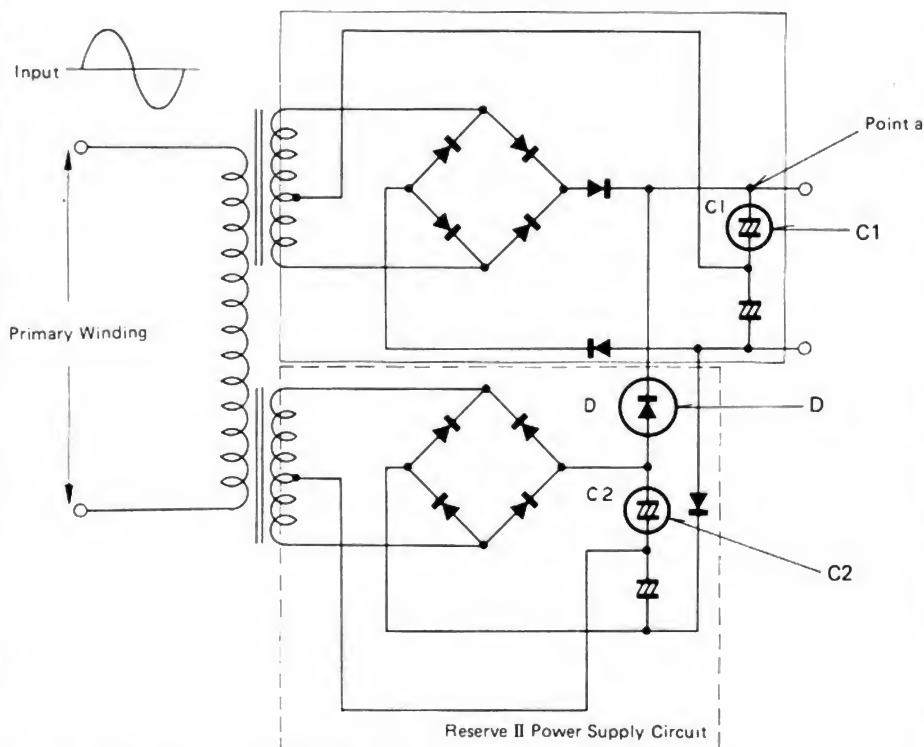 Input
Point a
C1
C1
Primary Winding
D
D
C2
C2
Reserve II Power Supply Circuit